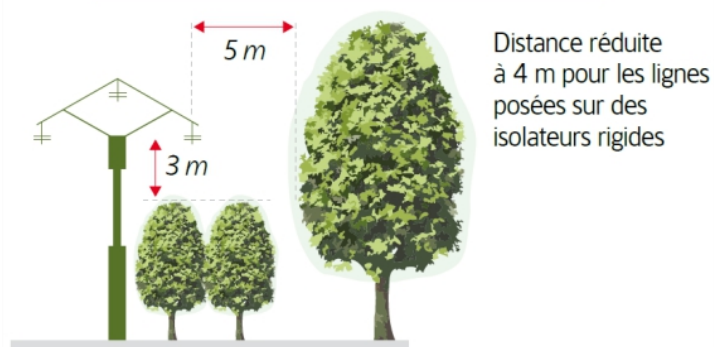 5 m
3 m
Distance réduite
à 4 m pour les lignes
posées sur des
isolateurs rigides